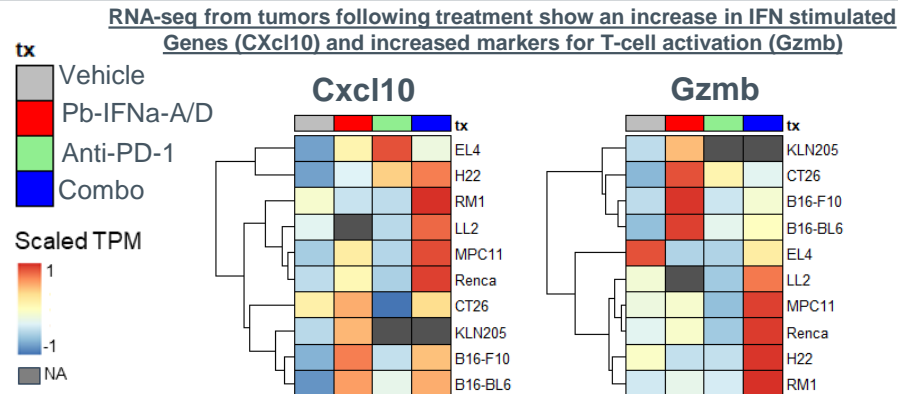 RNA-seq from tumors following treatment show an increase in IFN stimulated
Genes (CXcl10) and increased markers for T-cell activation (Gzmb)
tx
Vehicle
Pb-IFNa-A/D
Anti-PD-1
Combo
Scaled TPM
1
-1
NA
Cxcl10
tx
EL4
H22
RM1
LL2
MPC11
Renca
CT26
KLN205
B16-F10
B16-BL6
Gzmb
tx
KLN205
CT26
B16-F10
B16-BL6
EL4
LL2
MPC11
Renca
H22
RM1